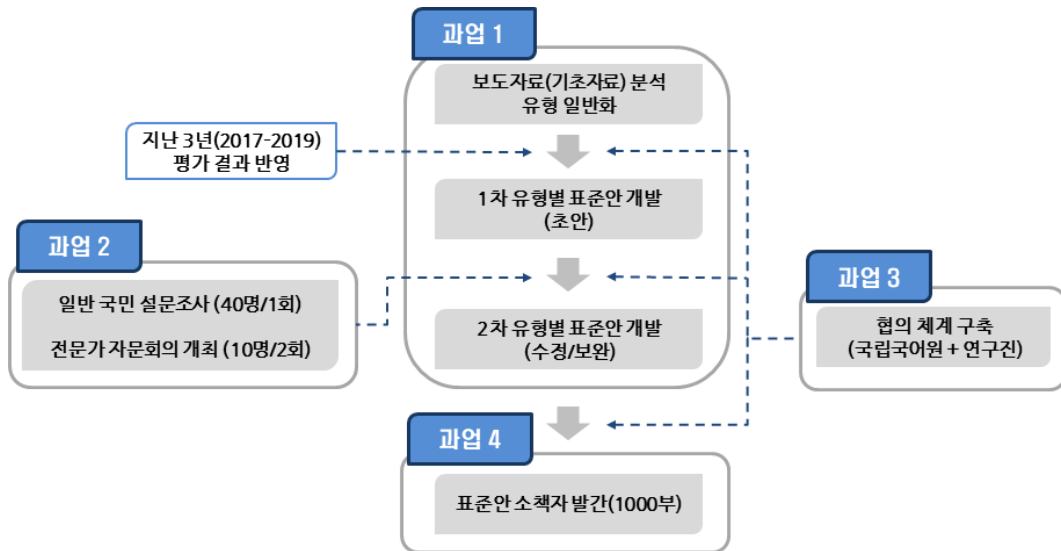 과업 1
보도자료(기초자료) 분석
유형 일반화
지난 3년(2017-2019)
평가 결과 반영
1차 유형별 표준안 개발
(초안)
과업 2
일반 국민 설문조사 (40명/1회)
전문가 자문회의 개최 (10명/2회)
2차 유형별 표준안 개발
(수정/보완)
과업 3
협의 체계 구축
(국립국어원 + 연구진)
과업 4
표준안 소책자 발간(1000부)